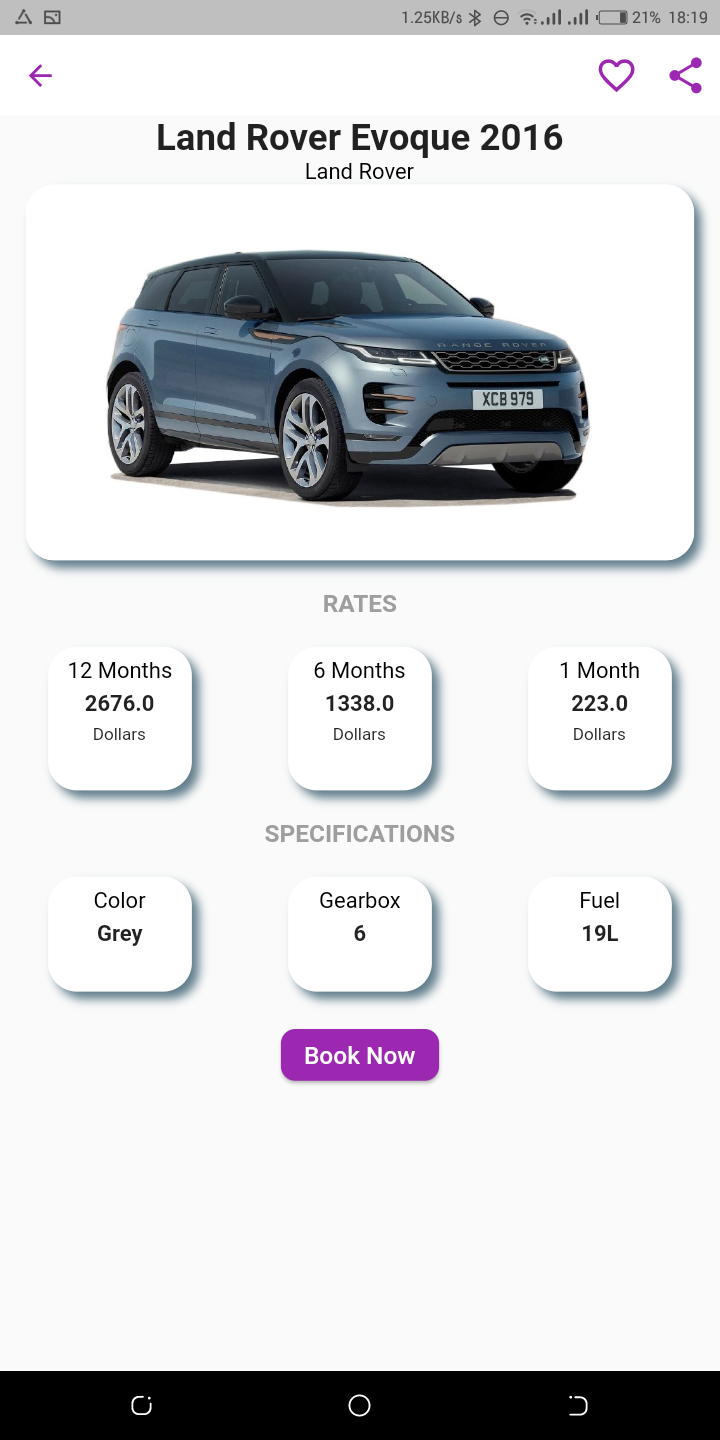 1.25KB/s 21% 18:19
Land Rover Evoque 2016
Land Rover
RANGE ROVER
XCB 979
RATES
12 Months 6 Months 1 Month
2676.0 1338.0 223.0
Dollars Dollars Dollars
SPECIFICATIONS
Color Gearbox Fuel
Grey 6 19L
Book Now